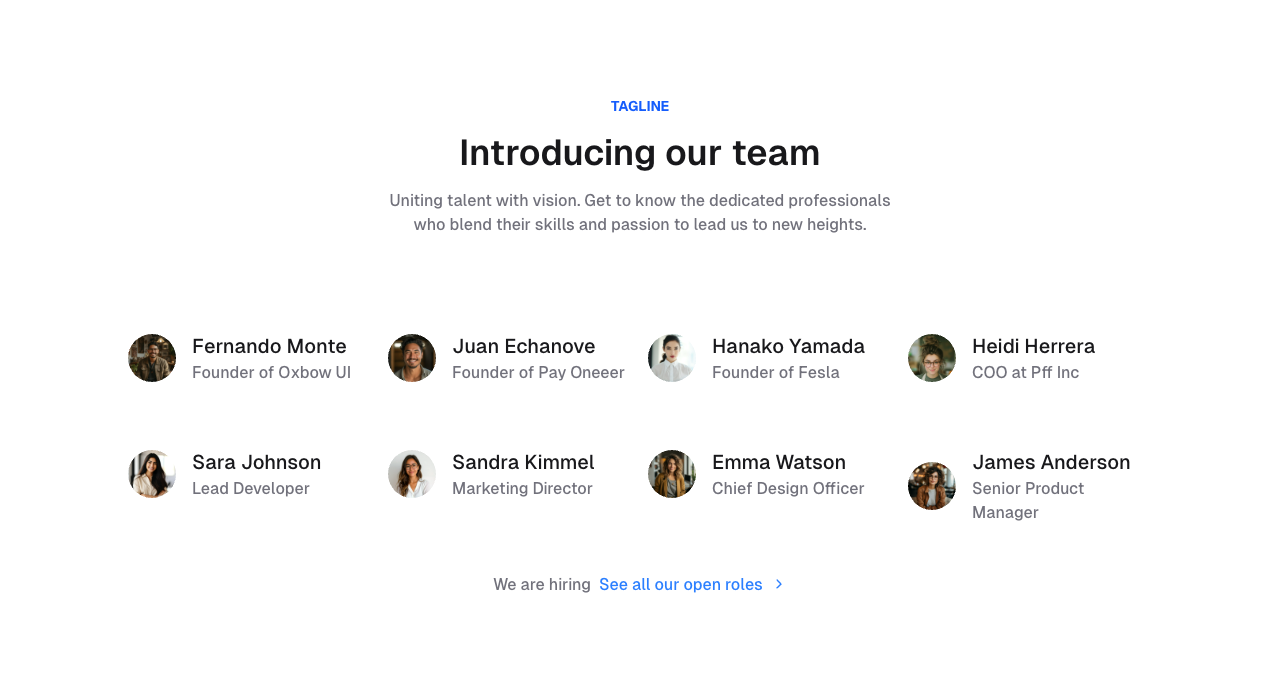 TAGLINE
Introducing our team
Uniting talent with vision. Get to know the dedicated professionals
who blend their skills and passion to lead us to new heights.
Fernando Monte
Founder of Oxbow UI
Juan Echanove
Founder of Pay Oneeer
Hanako Yamada
Founder of Fesla
Heidi Herrera
COO at Pff Inc
Sara Johnson
Lead Developer
Sandra Kimmel
Marketing Director
Emma Watson
Chief Design Officer
James Anderson
Senior Product
Manager
We are hiring See all our open roles